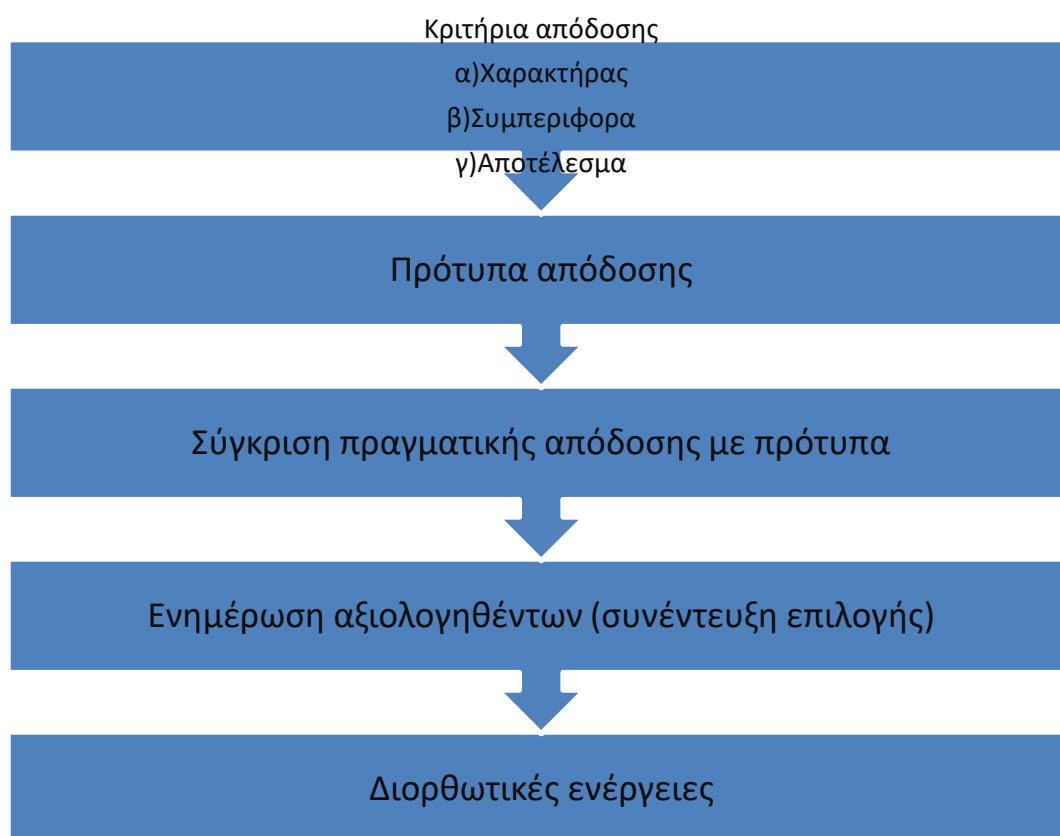 Κριτήρια απόδοσης
α)Χαρακτήρας
β)Συμπεριφορα
γ)Αποτέλεσμα
Πρότυπα απόδοσης
Σύγκριση πραγματικής απόδοσης με πρότυπα
Ενημέρωση αξιολογηθέντων (συνέντευξη επιλογής)
Διορθωτικές ενέργειες